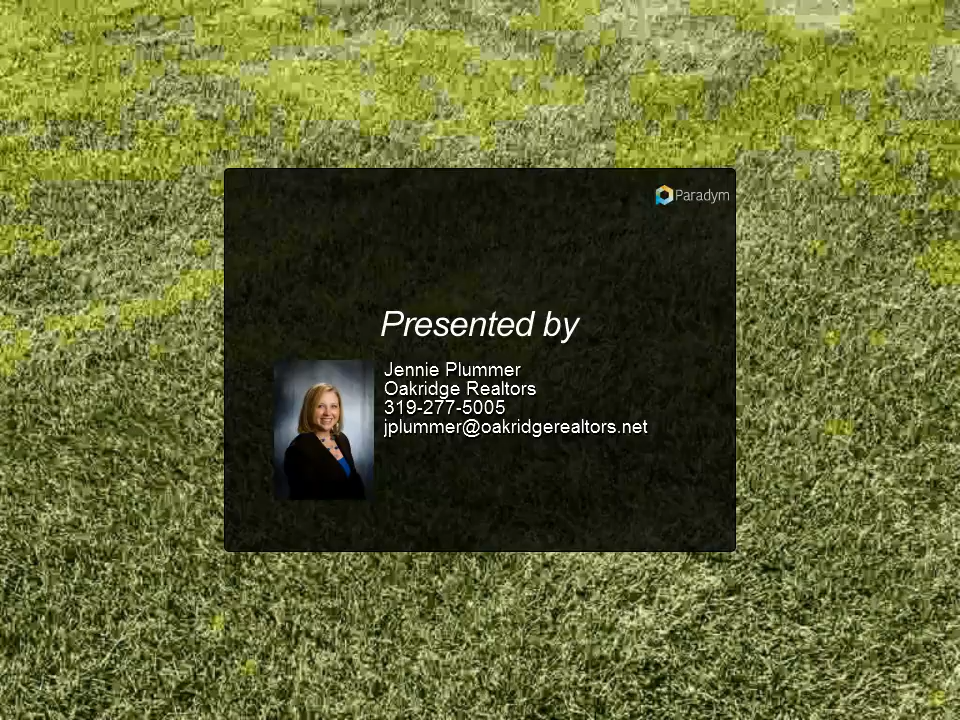 Paradym
Presented by
Jennie Plummer
Oakridge Realtors
319-277-5005
jplummer@oakridgerealtors.net